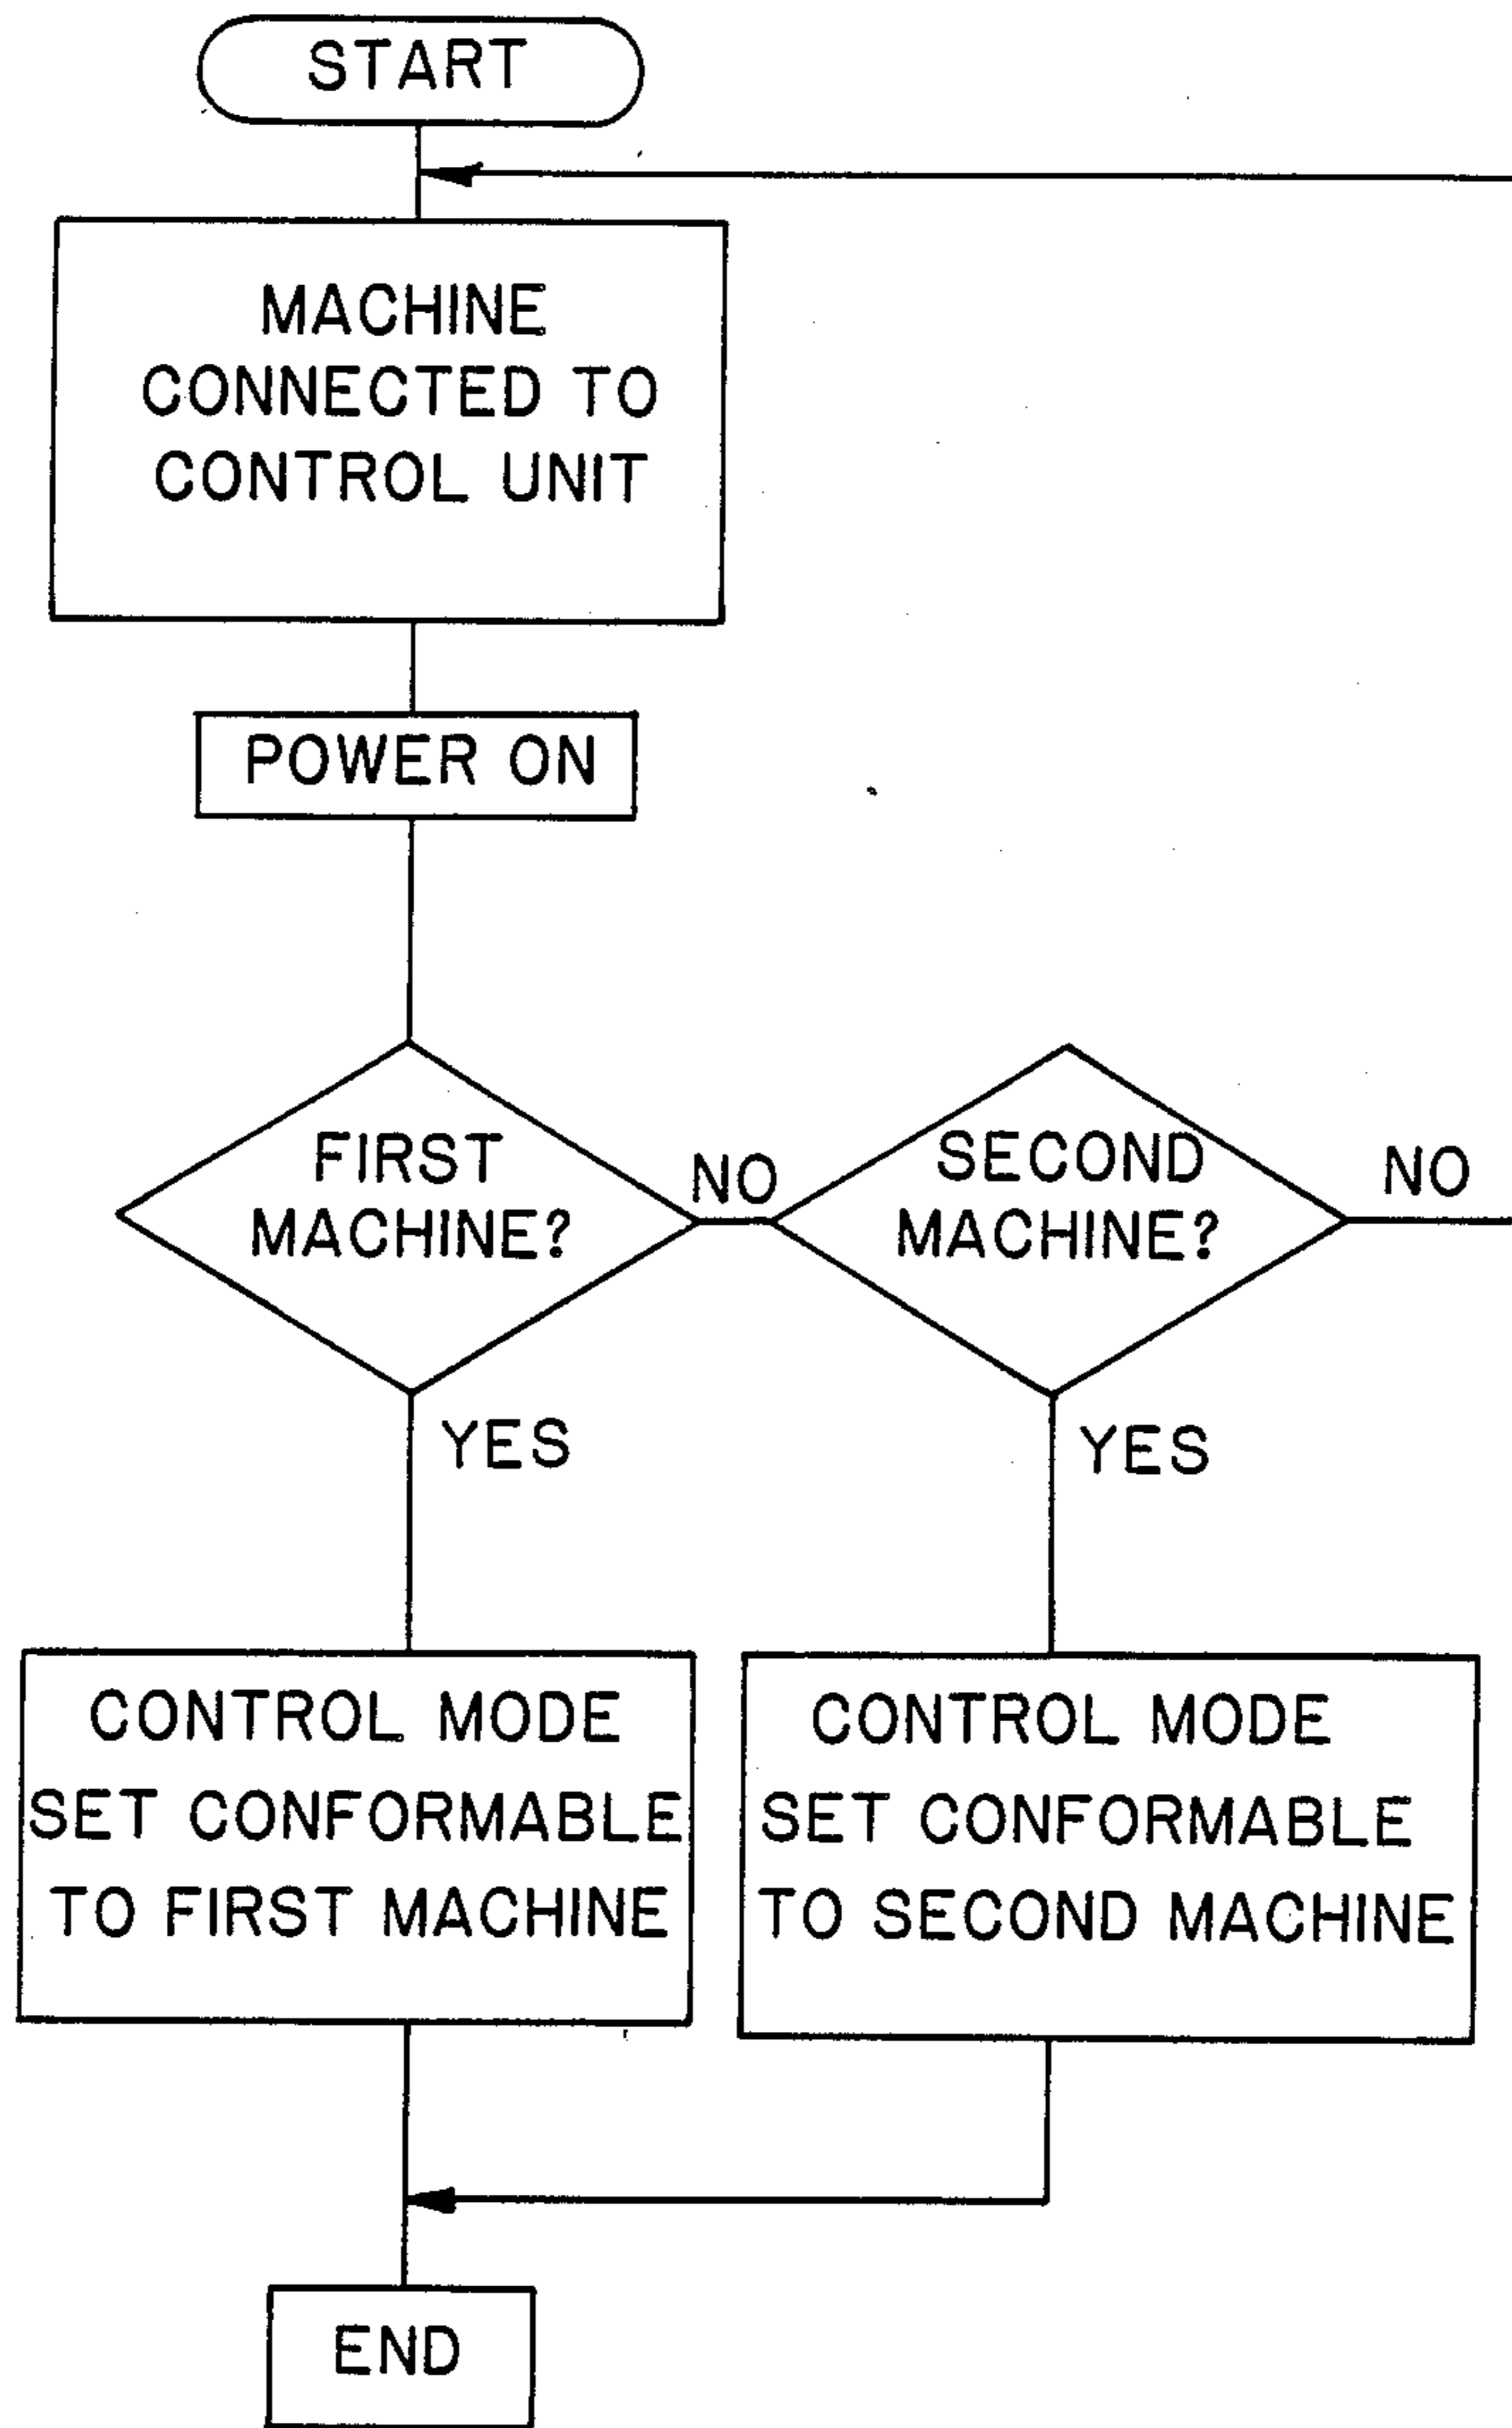 START
MACHINE
CONNECTED TO
CONTROL UNIT
POWER ON
FIRST
MACHINE?
NO
SECOND
MACHINE?
NO
YES
YES
CONTROL MODE
SET CONFORMABLE
TO FIRST MACHINE
CONTROL MODE
SET CONFORMABLE
TO SECOND MACHINE
END